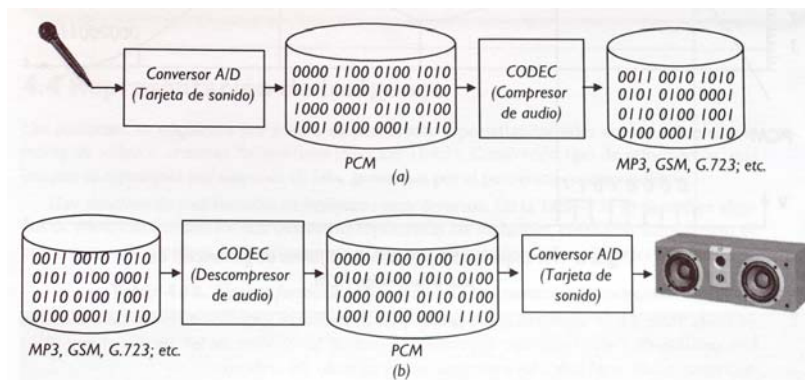 Conversor A/D
(Tarjeta de sonido)
0000 1100 0100 1010
0101 0100 1010 0100
1000 0001 0110 0100
1001 0100 0001 1110
PCM
(a)
CODEC
(Compresor
de audio)
0011 0010 1010
0101 0100 0001
0110 0100 1001
0100 0001 1110
MP3, GSM, G.723; etc.
0011 0010 1010
0101 0100 0001
0110 0100 1001
0100 0001 1110
MP3, GSM, G.723; etc.
CODEC
(Descompresor
de audio)
0000 1100 0100 1010
0101 0100 1010 0100
1000 0001 0110 0100
1001 0100 0001 1110
PCM
(b)
Conversor A/D
(Tarjeta de
sonido)